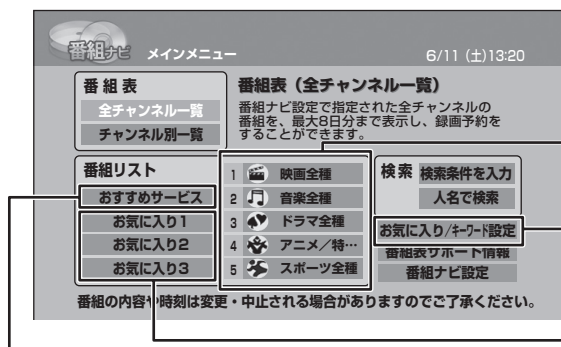 番組ナビ メインメニュー 6/11 (土)13:20
番組表
全チャンネル一覧
チャンネル別一覧
番組表（全チャンネル一覧）
番組ナビ設定で指定された全チャンネルの
番組を、最大8日分まで表示し、録画予約を
することができます。
番組リスト
おすすめサービス
お気に入り1
お気に入り2
お気に入り3
1 映画全種
2 音楽全種
3 ドラマ全種
4 アニメ／特…
5 スポーツ全種
検索 検索条件を入力
人名で検索
お気に入り/キーワード設定
番組表サポート情報
番組ナビ設定
番組の内容や時刻は変更・中止される場合がありますのでご了承ください。